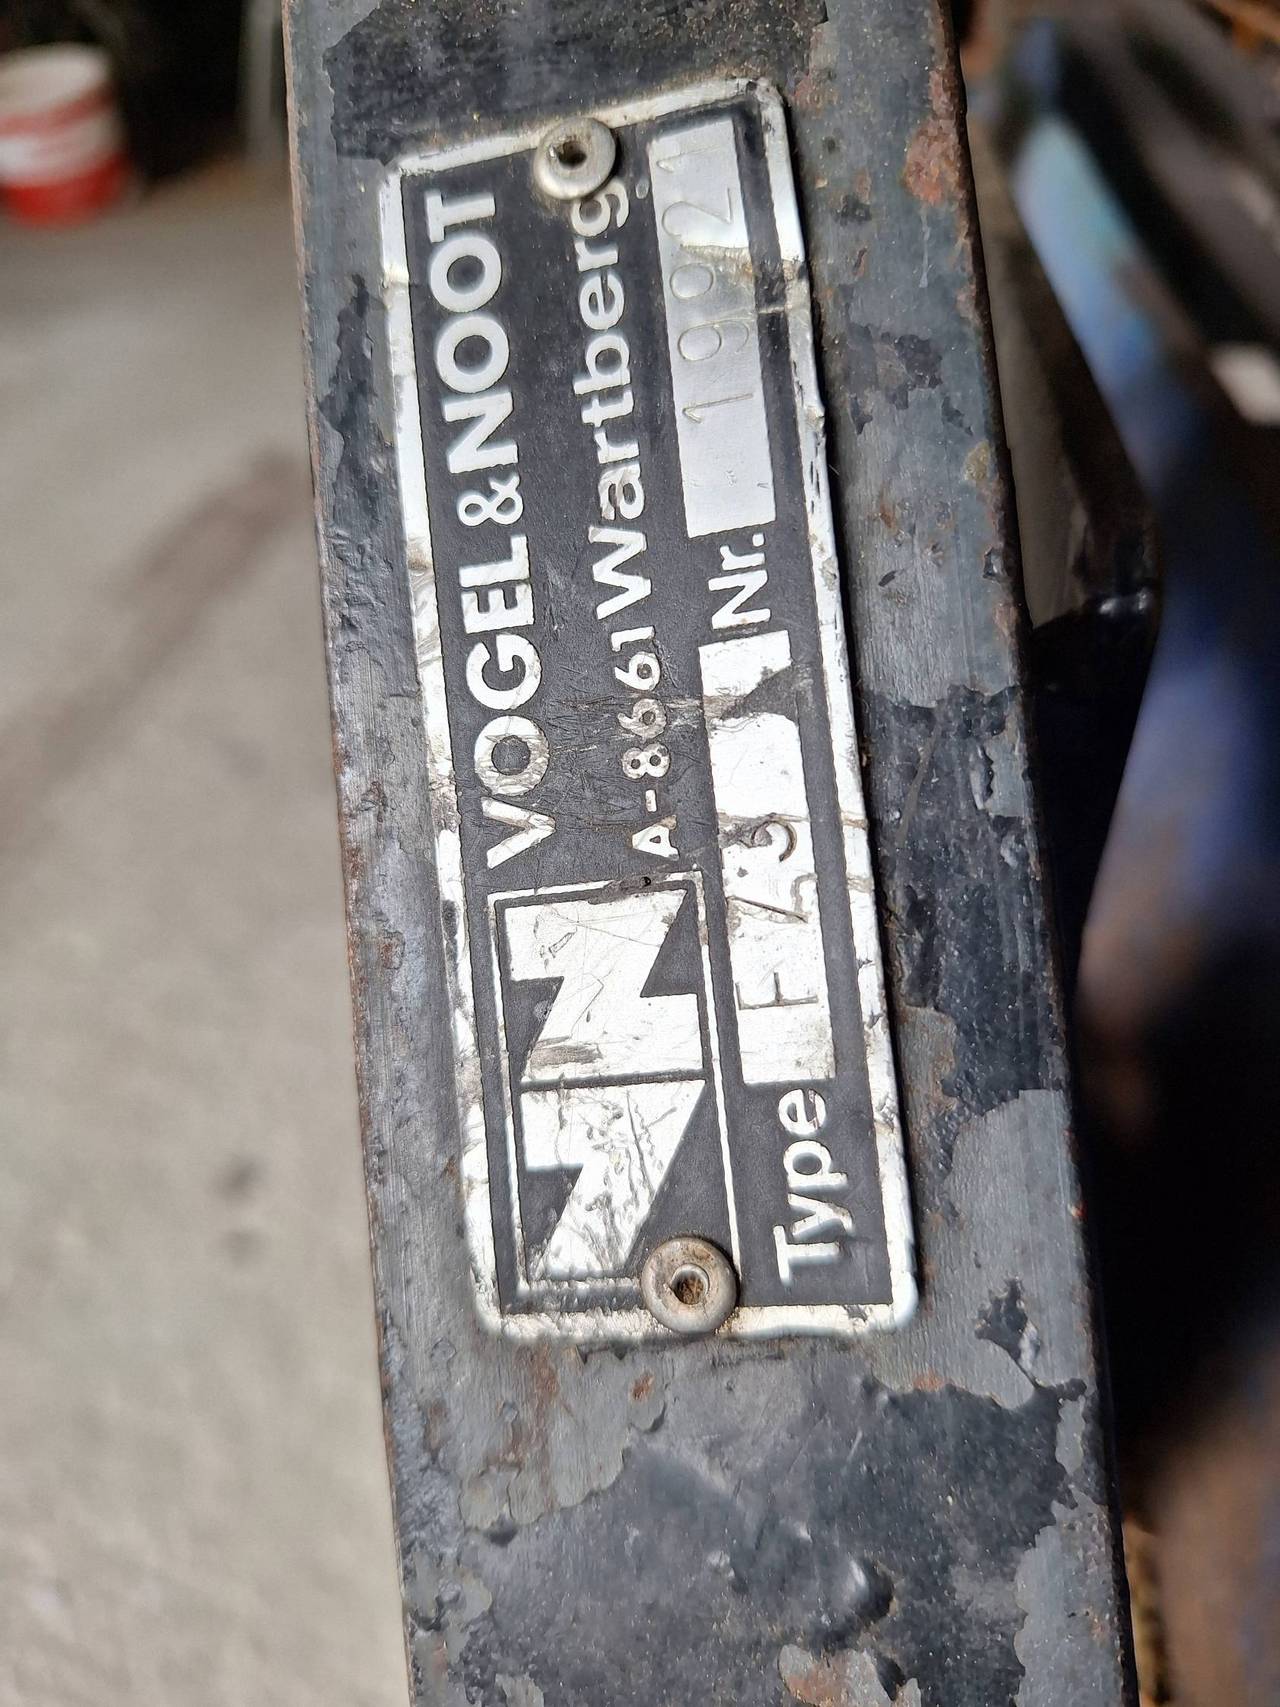 VOGEL&NOOT
A-8661 Wartberg
Type Nr. 19921